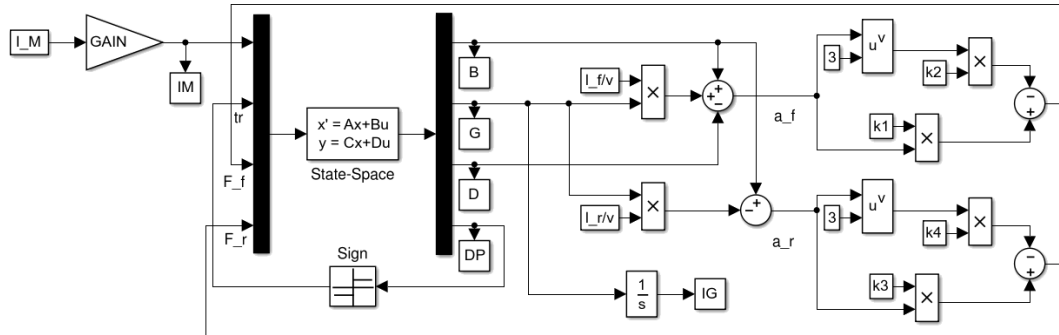 I_M
GAIN
IM
tr
F_f
F_r
x' = Ax+Bu
y = Cx+Du
State-Space
Sign
B
G
D
DP
l_f/v
×
l_r/v
×
+
+
−
−
+
a_f
a_r
1
s
IG
3
u^v
k2
×
k1
×
−
+
3
u^v
k4
×
k3
×
−
+